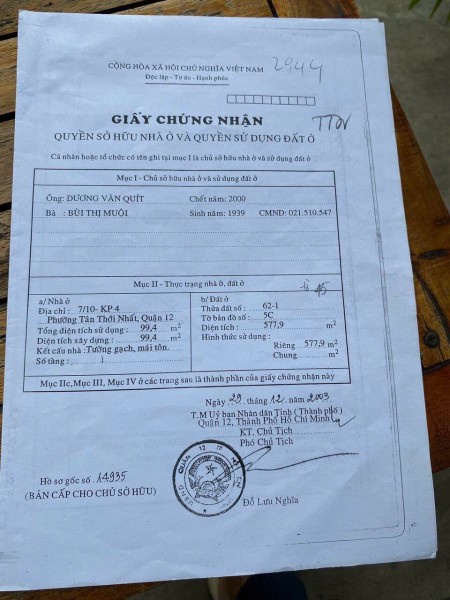 CỘNG HÒA XÃ HỘI CHỦ NGHĨA VIỆT NAM
Độc lập - Tự do - Hạnh phúc
2944
GIẤY CHỨNG NHẬN
QUYỀN SỞ HỮU NHÀ Ở VÀ QUYỀN SỬ DỤNG ĐẤT Ở
Cá nhân hoặc tổ chức có tên ghi tại mục I là chủ sở hữu nhà ở và sử dụng đất ở
Mục I - Chủ sở hữu nhà ở và sử dụng đất ở
Ông: DƯƠNG VĂN QUÍT Chết năm: 2000
Bà : BÙI THỊ MUỘI Sinh năm: 1939 CMND: 021.510.547
Mục II - Thực trạng nhà ở, đất ở
a/ Nhà ở
Địa chỉ : 7/10- KP 4
Phường Tân Thới Nhất, Quận 12
Tổng diện tích sử dụng : 99,4 m2
Diện tích xây dựng : 99,4 m2
Kết cấu nhà: Tường gạch, mái tôn.
Số tầng : 1
b/ Đất ở
Thửa đất số : 62-1
Tờ bản đồ số : 5C
Diện tích : 577,9 m2
Hình thức sử dụng :
Riêng 577,9 m2
Chung m2
Mục IIc, Mục III, Mục IV ở các trang sau là thành phần của giấy chứng nhận này
Ngày 29 tháng 12 năm 2003
T.M Uỷ ban Nhân dân Tỉnh (Thành phố)
Quận 12, Thành Phố Hồ Chí Minh
KT. Chủ Tịch
Phó Chủ Tịch
Hồ sơ gốc số. 14935
(BẢN CẤP CHO CHỦ SỞ HỮU)
Đỗ Lưu Nghĩa